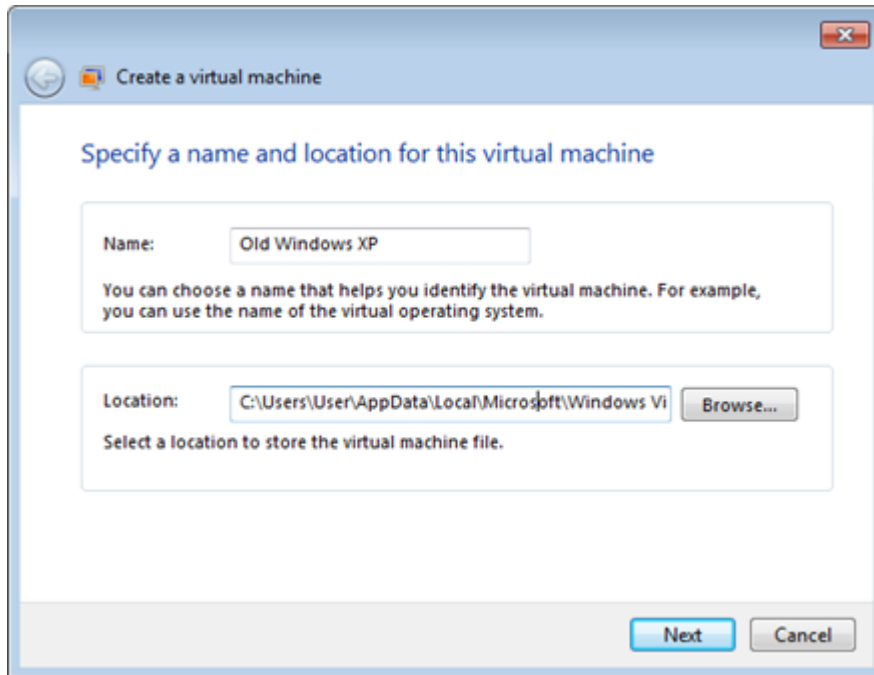 Create a virtual machine
Specify a name and location for this virtual machine
Name: Old Windows XP
You can choose a name that helps you identify the virtual machine. For example,
you can use the name of the virtual operating system.
Location: C:\Users\User\AppData\Local\Microsoft\Windows Vi Browse...
Select a location to store the virtual machine file.
Next Cancel